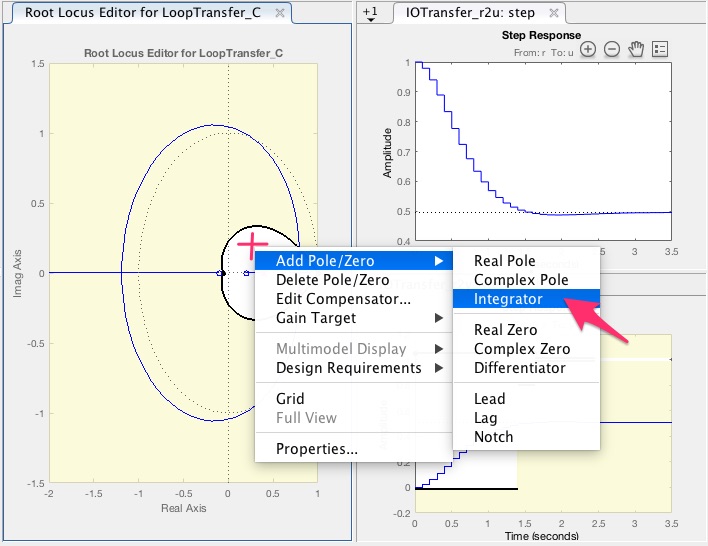 Root Locus Editor for LoopTransfer_C
Root Locus Editor for LoopTransfer_C
Imag Axis
1.5
1
0.5
0
-0.5
-1
-1.5
-2
-1
0
1
Real Axis
+1
IOTransfer_r2u: step
Step Response
From: r To: u
Amplitude
1
0.9
0.8
0.7
0.6
0.5
0.4
0
0.5
1
1.5
2
2.5
3
3.5
Add Pole/Zero
Delete Pole/Zero
Edit Compensator...
Gain Target
Multimodel Display
Design Requirements
Grid
Full View
Properties...
Real Pole
Complex Pole
Integrator
Real Zero
Complex Zero
Differentiator
Lead
Lag
Notch
0.2
0
-0.2
0
0.5
1
1.5
2
2.5
3
3.5
Time (seconds)